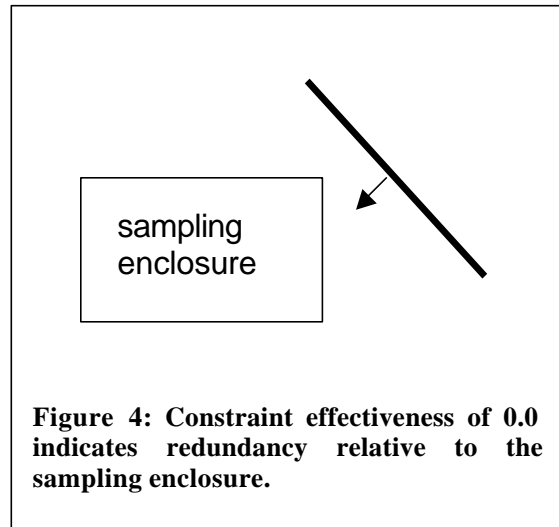 sampling
enclosure
Figure 4: Constraint effectiveness of 0.0
indicates redundancy relative to the
sampling enclosure.